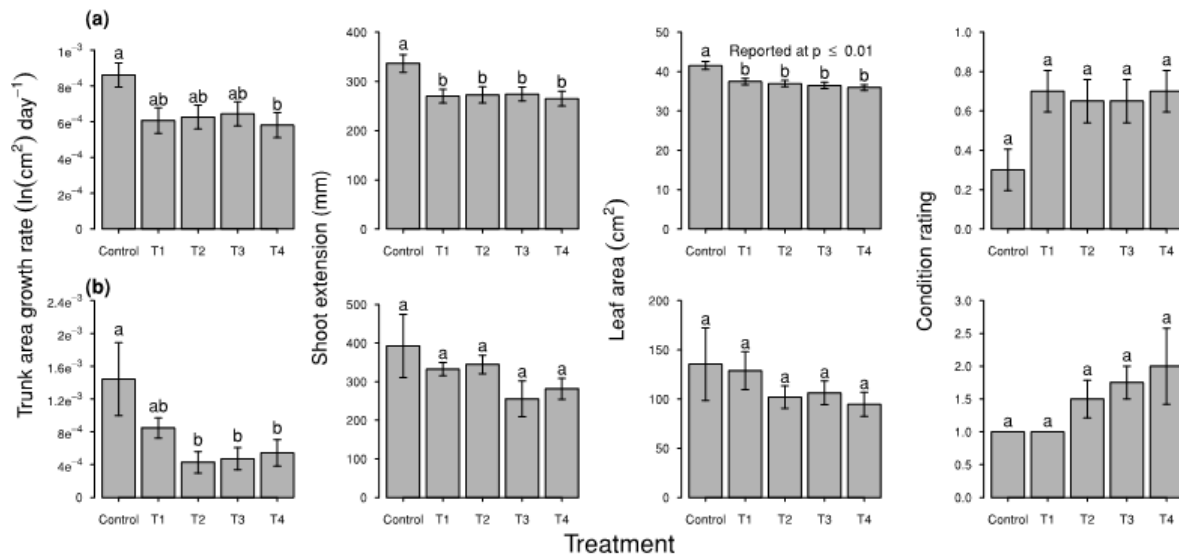 (a)
Trunk area growth rate (ln(cm²) day⁻¹)
1e⁻³
8e⁻⁴
6e⁻⁴
4e⁻⁴
2e⁻⁴
0
a
ab
ab
ab
b
Control T1 T2 T3 T4
Shoot extension (mm)
400
300
200
100
0
a
b
b
b
b
Control T1 T2 T3 T4
Leaf area (cm²)
50
40
30
20
10
0
Reported at p ≤ 0.01
a
b
b
b
b
Control T1 T2 T3 T4
Condition rating
1.0
0.8
0.6
0.4
0.2
0.0
a
a
a
a
a
Control T1 T2 T3 T4
(b)
2.4e⁻³
2e⁻³
1.6e⁻³
1.2e⁻³
8e⁻⁴
4e⁻⁴
0
a
ab
b
b
b
Control T1 T2 T3 T4
500
400
300
200
100
0
a
a
a
a
a
Control T1 T2 T3 T4
200
150
100
50
0
a
a
a
a
a
Control T1 T2 T3 T4
3.0
2.5
2.0
1.5
1.0
0.5
0.0
a
a
a
a
a
Control T1 T2 T3 T4
Treatment